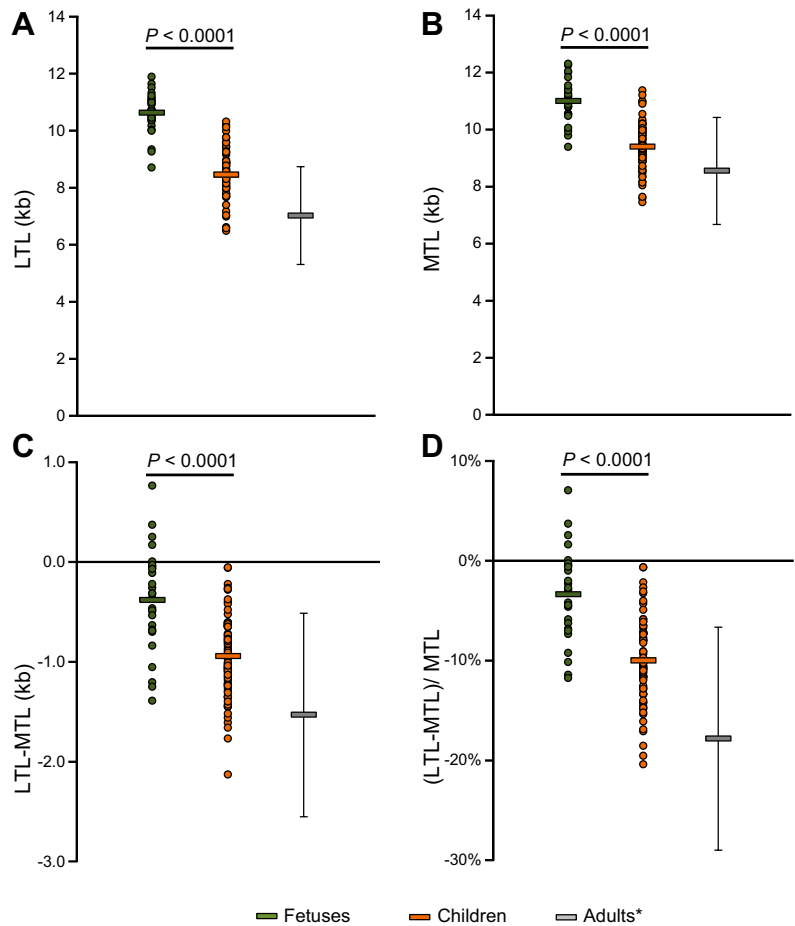 A
P < 0.0001
14
12
10
8
6
4
2
0
LTL (kb)
B
P < 0.0001
14
12
10
8
6
4
2
0
MTL (kb)
C
P < 0.0001
1.0
0.0
-1.0
-2.0
-3.0
LTL-MTL (kb)
D
P < 0.0001
10%
0%
-10%
-20%
-30%
(LTL-MTL)/ MTL
Fetuses Children Adults*